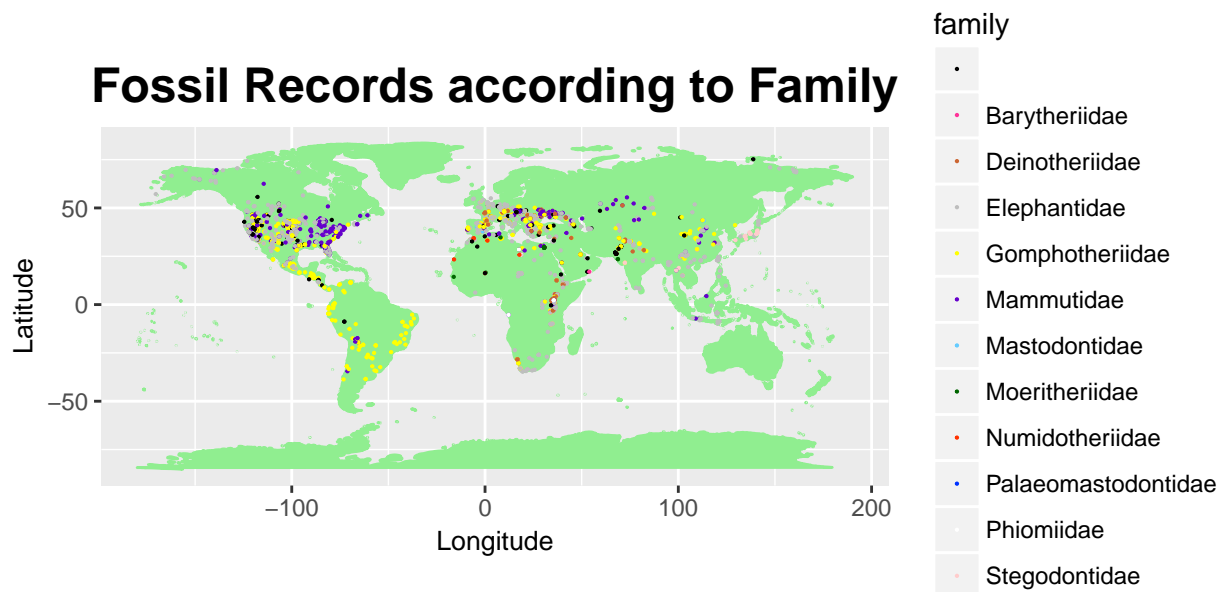 Fossil Records according to Family
Latitude
50
0
−50
−100
0
100
200
Longitude
family
Barytheriidae
Deinotheriidae
Elephantidae
Gomphotheriidae
Mammutidae
Mastodontidae
Moeritheriidae
Numidotheriidae
Palaeomastodontidae
Phiomiidae
Stegodontidae